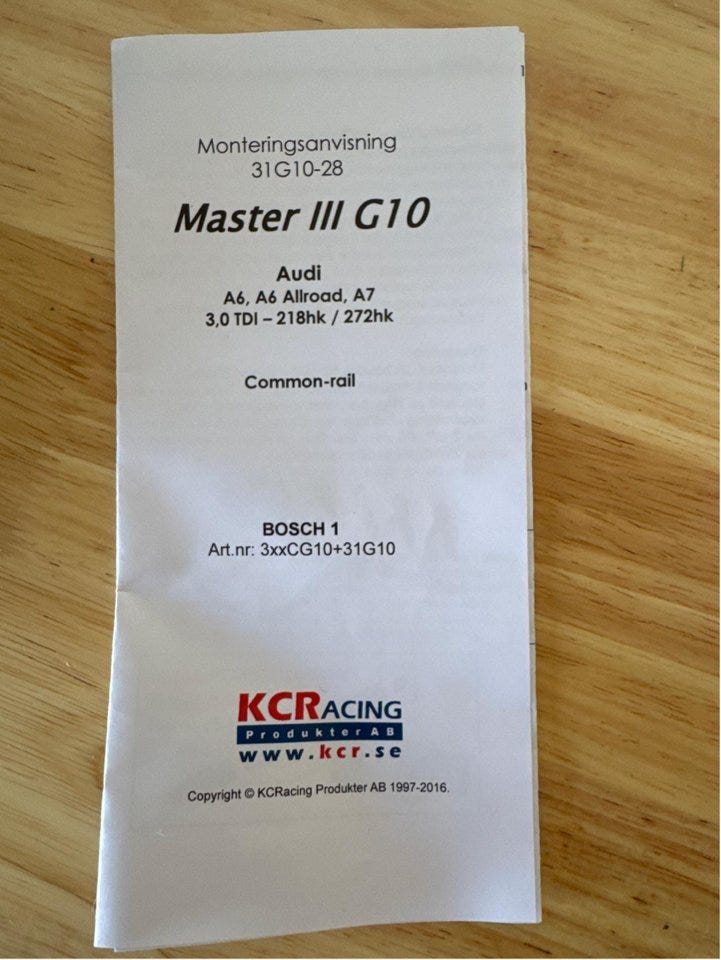 Monteringsanvisning
31G10-28
Master III G10
Audi
A6, A6 Allroad, A7
3,0 TDI – 218hk / 272hk
Common-rail
BOSCH 1
Art.nr: 3xxCG10+31G10
KCRACING
Produkter AB
www.kcr.se
Copyright © KCRacing Produkter AB 1997-2016.